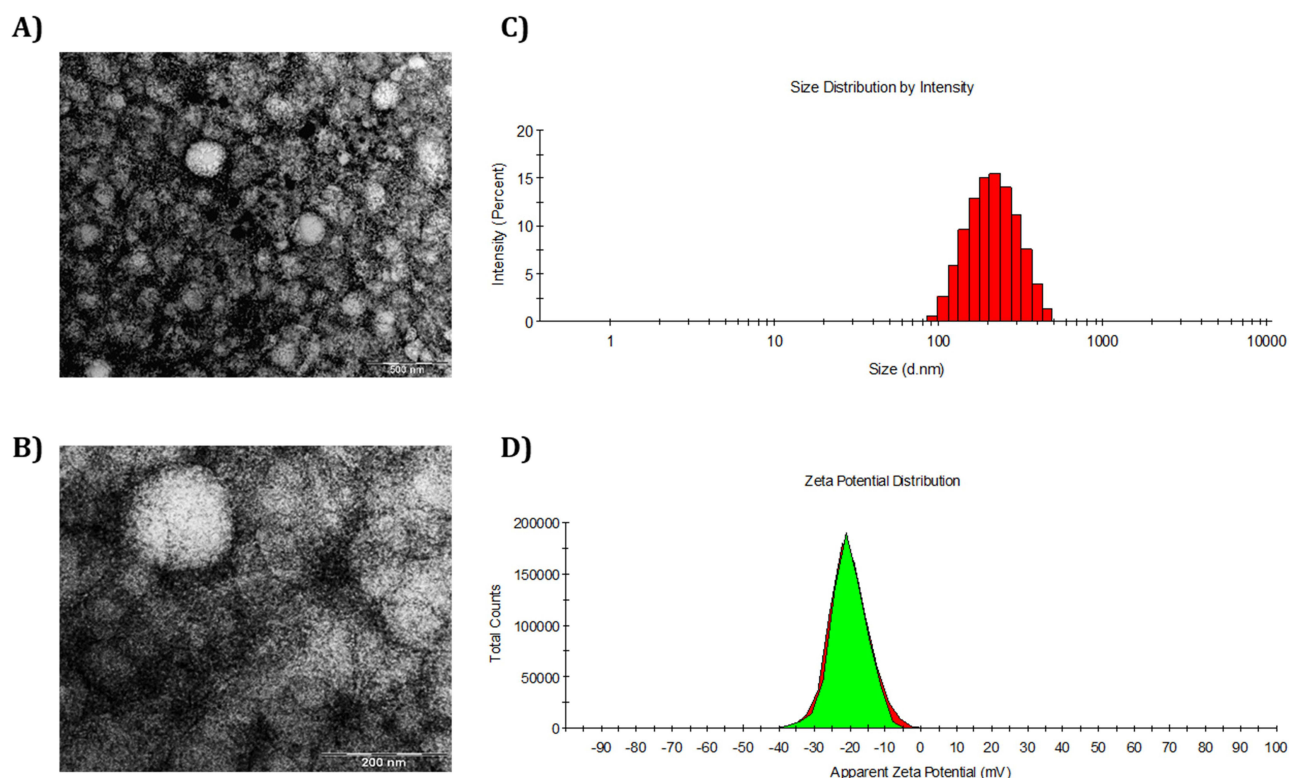 A)
500 nm
B)
200 nm
C)
Size Distribution by Intensity
Intensity (Percent)
20
15
10
5
0
1 10 100 1000 10000
Size (d.nm)
D)
Zeta Potential Distribution
Total Counts
200000
150000
100000
50000
0
-90 -80 -70 -60 -50 -40 -30 -20 -10 0 10 20 30 40 50 60 70 80 90 100
Apparent Zeta Potential (mV)